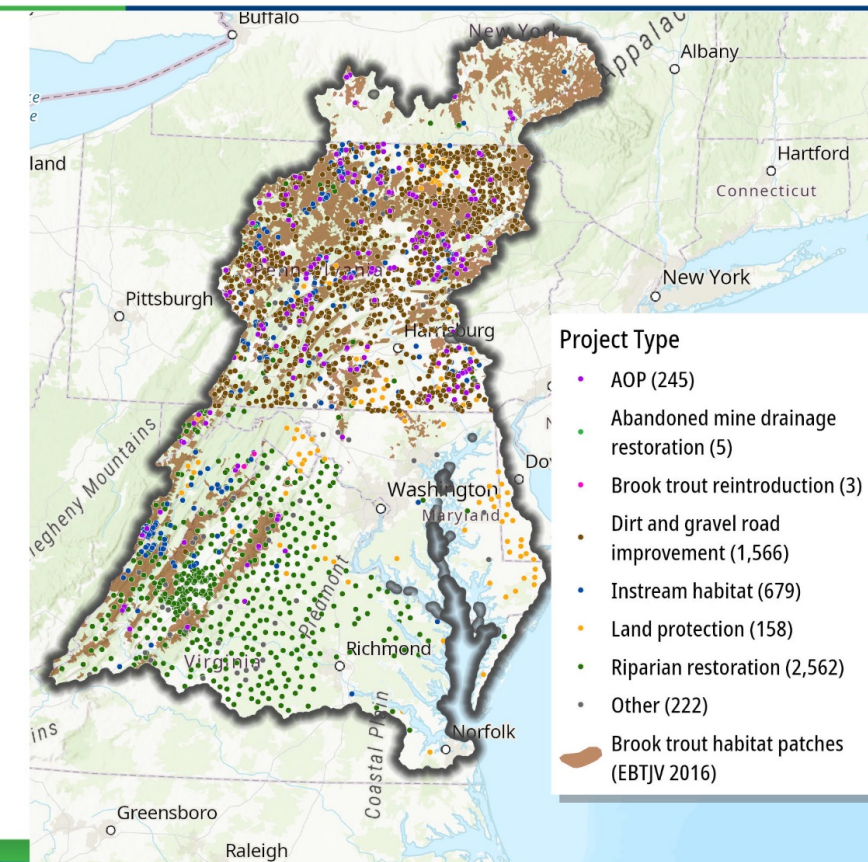 Buffalo
New York
Appalac
Albany
e
e
land
Hartford
Connecticut
New York
Pittsburgh
Pennsylvania
Harrisburg
Allegheny Mountains
Do
Washington
Maryland
Piedmont
Richmond
Virginia
Coastal Plain
Norfolk
ins
Greensboro
Raleigh
Project Type
AOP (245)
Abandoned mine drainage
restoration (5)
Brook trout reintroduction (3)
Dirt and gravel road
improvement (1,566)
Instream habitat (679)
Land protection (158)
Riparian restoration (2,562)
Other (222)
Brook trout habitat patches
(EBTJV 2016)